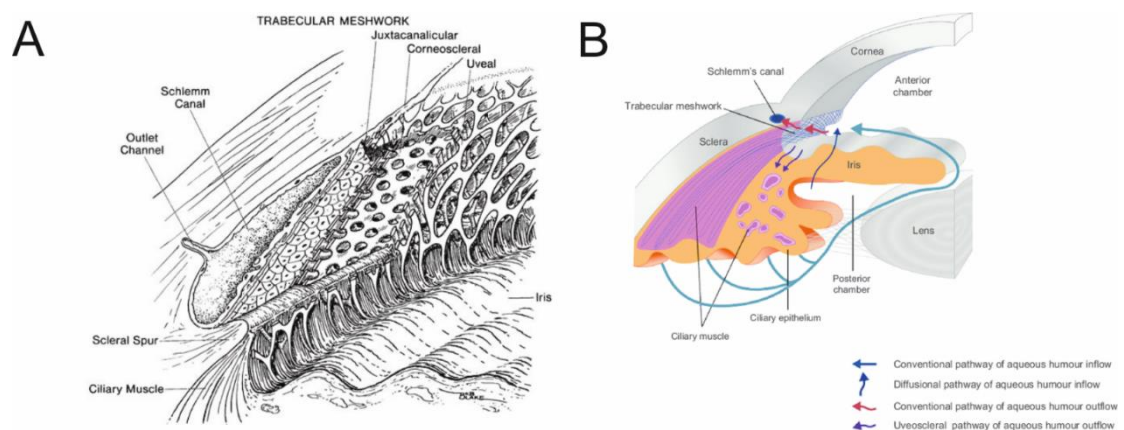 A
TRABECULAR MESHWORK
Juxtacanalicular
Corneoscleral
Uveal
Schlemm
Canal
Outlet
Channel
Iris
Scleral Spur
Ciliary Muscle
B
Cornea
Schlemm's canal
Anterior
chamber
Trabecular meshwork
Sclera
Iris
Lens
Posterior
chamber
Ciliary epithelium
Ciliary muscle
Conventional pathway of aqueous humour inflow
Diffusional pathway of aqueous humour inflow
Conventional pathway of aqueous humour outflow
Uveoscleral pathway of aqueous humour outflow